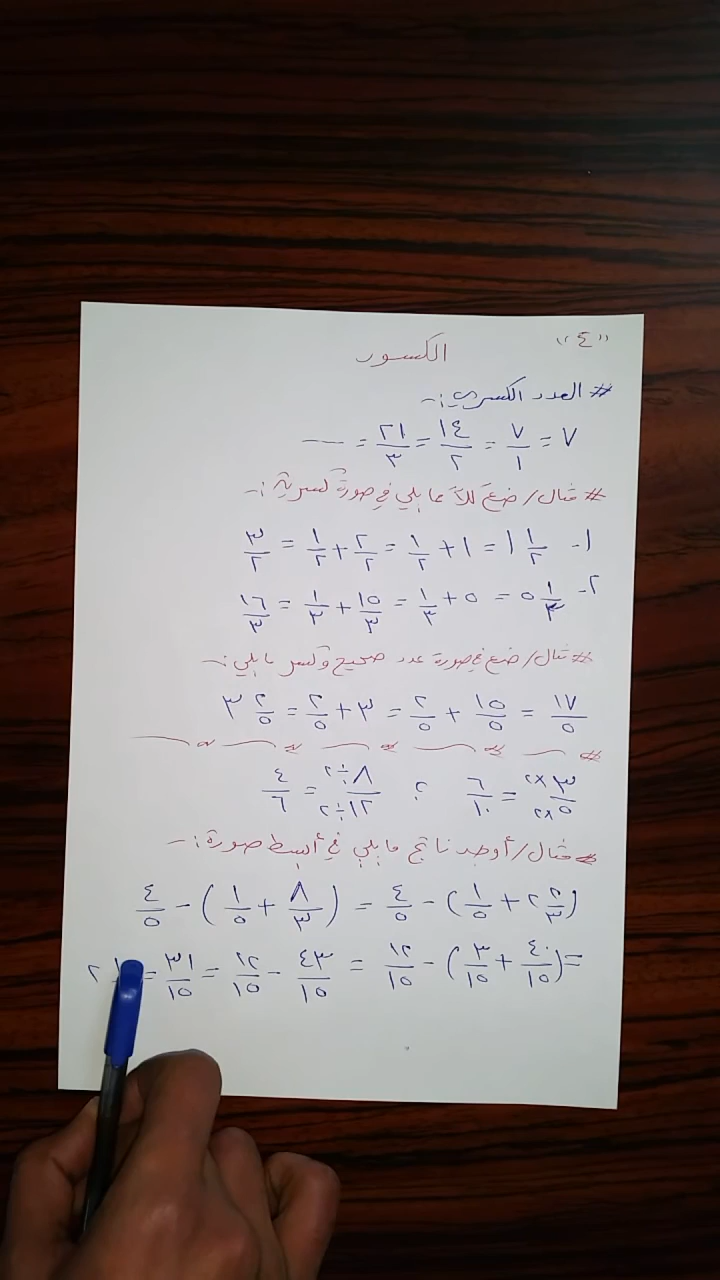 "٤"
الكسور
# العدد الكسري :-
٧ = ٧/١ = ١٤/٢ = ٢١/٣ = ——
# مثال/ ضع كلاً مما يلي في صورة كسرية :-
١- ١ ١/٢ = ١ + ١/٢ = ٢/٢ + ١/٢ = ٣/٢
٢- ٥ ١/٣ = ٥ + ١/٣ = ١٥/٣ + ١/٣ = ١٦/٣
# مثال/ ضع في صورة عدد صحيح وكسر ما يلي :-
١٧/٥ = ١٥/٥ + ٢/٥ = ٣ + ٢/٥ = ٣ ٢/٥
#
٣×٢/٥×٢ = ٦/١٠ ؟ ٨÷٢/١٢÷٢ = ٤/٦
# مثال/ أوجد ناتج ما يلي في أبسط صورة :-
(٢ ٢/٣ + ١/٥) - ٤/٥ = (٨/٣ + ١/٥) - ٤/٥
= (٤٠/١٥ + ٣/١٥) - ١٢/١٥ = ٤٣/١٥ - ١٢/١٥ = ٣١/١٥ = ٢